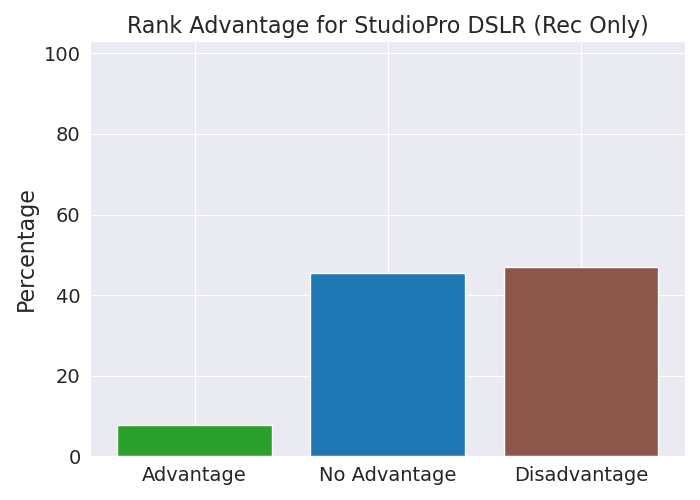 Rank Advantage for StudioPro DSLR (Rec Only)
Percentage
100
80
60
40
20
0
Advantage
No Advantage
Disadvantage